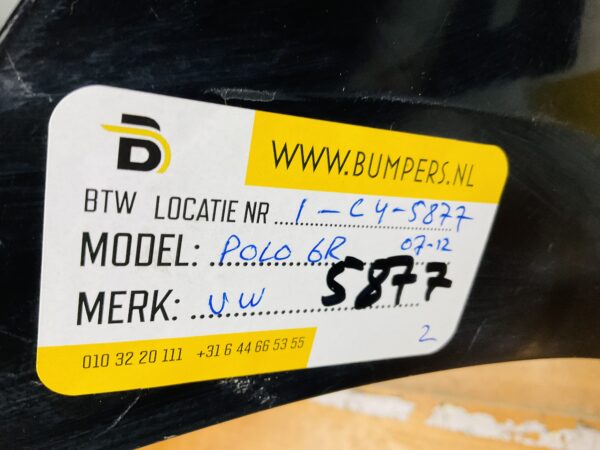 WWW.BUMPERS.NL
BTW LOCATIE NR 1-C4-5877
MODEL: POLO 6R 07-12
MERK: VW 5877
2
010 32 20 111 +31 6 44 66 53 55